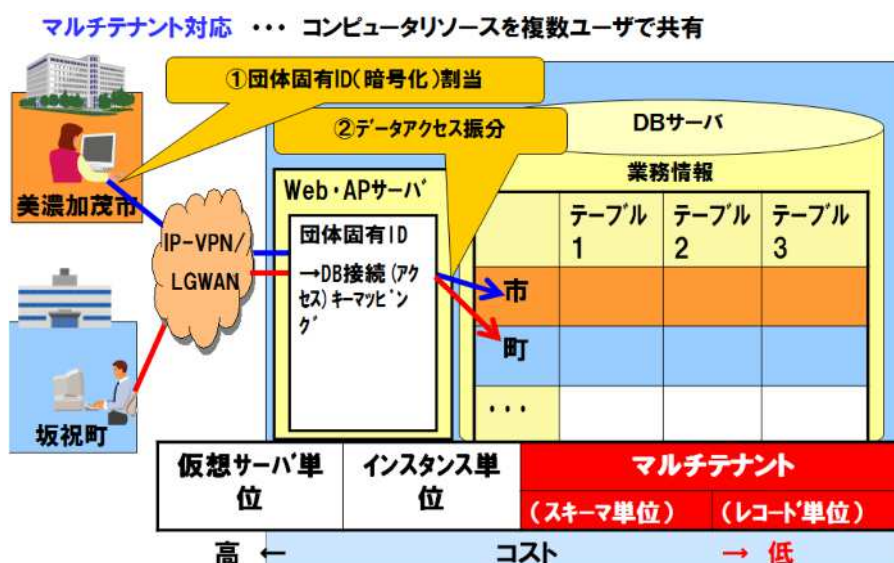 マルチテナント対応 ・・・ コンピュータリソースを複数ユーザで共有
①団体固有ID(暗号化)割当
②データアクセス振分
DBサーバ
業務情報
美濃加茂市
Web・APサーバ
IP-VPN/
LGWAN
団体固有ID
→DB接続(アク
セス)キーマッピン
グ
テーブル
1
テーブル
2
テーブル
3
市
町
・・・
坂祝町
仮想サーバ単
位
インスタンス単
位
マルチテナント
(スキーマ単位)
(レコード単位)
高 ← コスト → 低